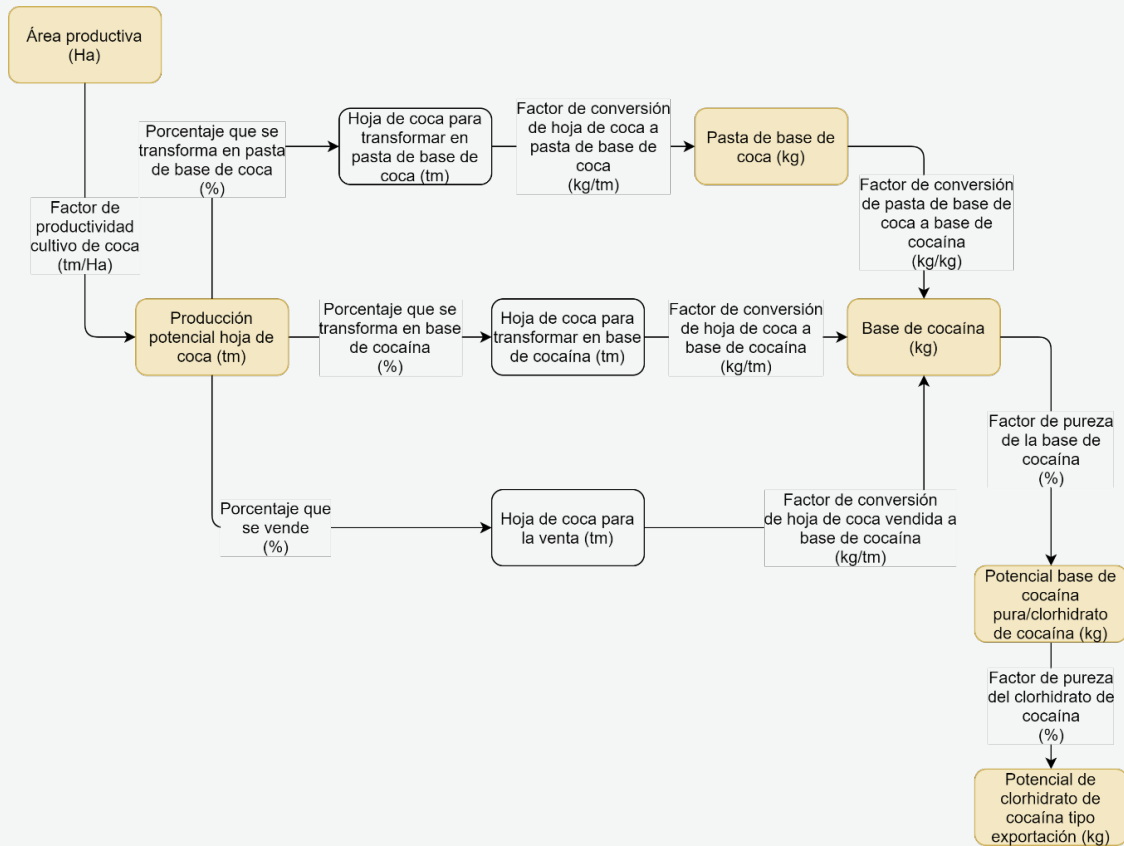 Área productiva
(Ha)
Porcentaje que se
transforma en pasta
de base de coca
(%)
Hoja de coca para
transformar en
pasta de base de
coca (tm)
Factor de conversión
de hoja de coca a
pasta de base de
coca
(kg/tm)
Pasta de base de
coca (kg)
Factor de conversión
de pasta de base de
coca a base de
cocaína
(kg/kg)
Factor de
productividad
cultivo de coca
(tm/Ha)
Producción
potencial hoja de
coca (tm)
Porcentaje que se
transforma en base
de cocaína
(%)
Hoja de coca para
transformar en base
de cocaína (tm)
Factor de conversión
de hoja de coca a
base de cocaína
(kg/tm)
Base de cocaína
(kg)
Factor de pureza
de la base de
cocaína
(%)
Porcentaje que
se vende
(%)
Hoja de coca para
la venta (tm)
Factor de conversión
de hoja de coca vendida a
base de cocaína
(kg/tm)
Potencial base de
cocaína
pura/clorhidrato
de cocaína (kg)
Factor de pureza
del clorhidrato de
cocaína
(%)
Potencial de
clorhidrato de
cocaína tipo
exportación (kg)